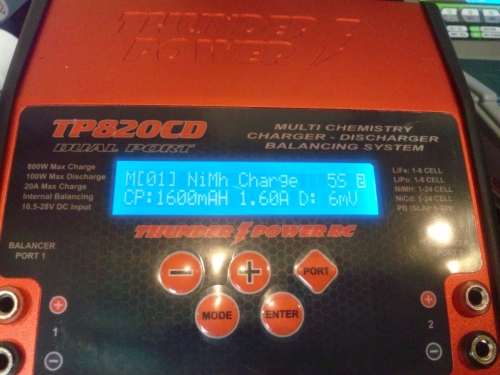 THUNDER
POWER
TP820CD
DUAL PORT
MULTI CHEMISTRY
CHARGER - DISCHARGER
BALANCING SYSTEM
800W Max Charge
100W Max Discharge
20A Max Charge
Internal Balancing
10.5-28V DC Input
M[01] NiMh Charge 5S 2
CP:1600mAH 1.60A D: 6mV
LiFe: 1-8 CELL
LiPo: 1-8 CELL
NiMH: 1-24 CELL
NiCd: 1-24 CELL
THUNDER POWER RC
BALANCER
PORT 1
BALANCER
−
+
PORT
MODE
ENTER
+
1
−
+
2
−